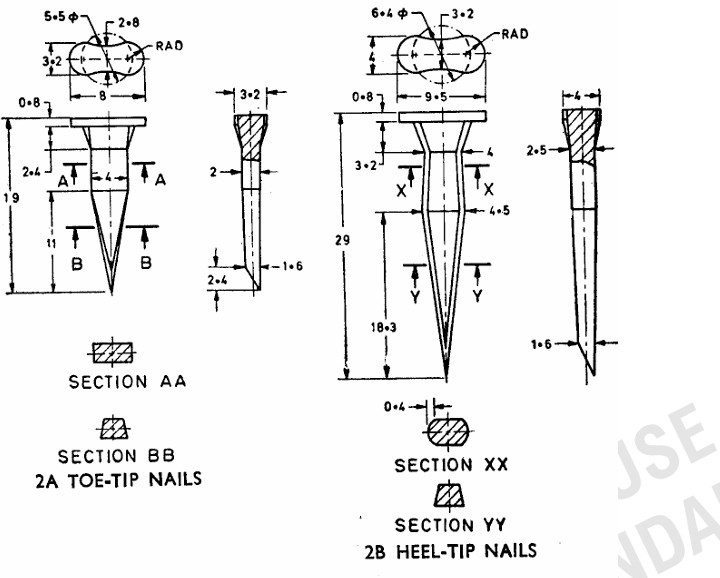 5•5 φ
2•8
RAD
3•2
8
0•8
3•2
2•4
A
4
A
2
19
11
B
B
2•4
1•6
SECTION AA
SECTION BB
2A TOE-TIP NAILS
6•4 φ
3•2
RAD
4
9•5
0•8
4
3•2
4
2•5
X
X
4•5
29
Y
Y
18•3
1•6
0•4
SECTION XX
SECTION YY
2B HEEL-TIP NAILS